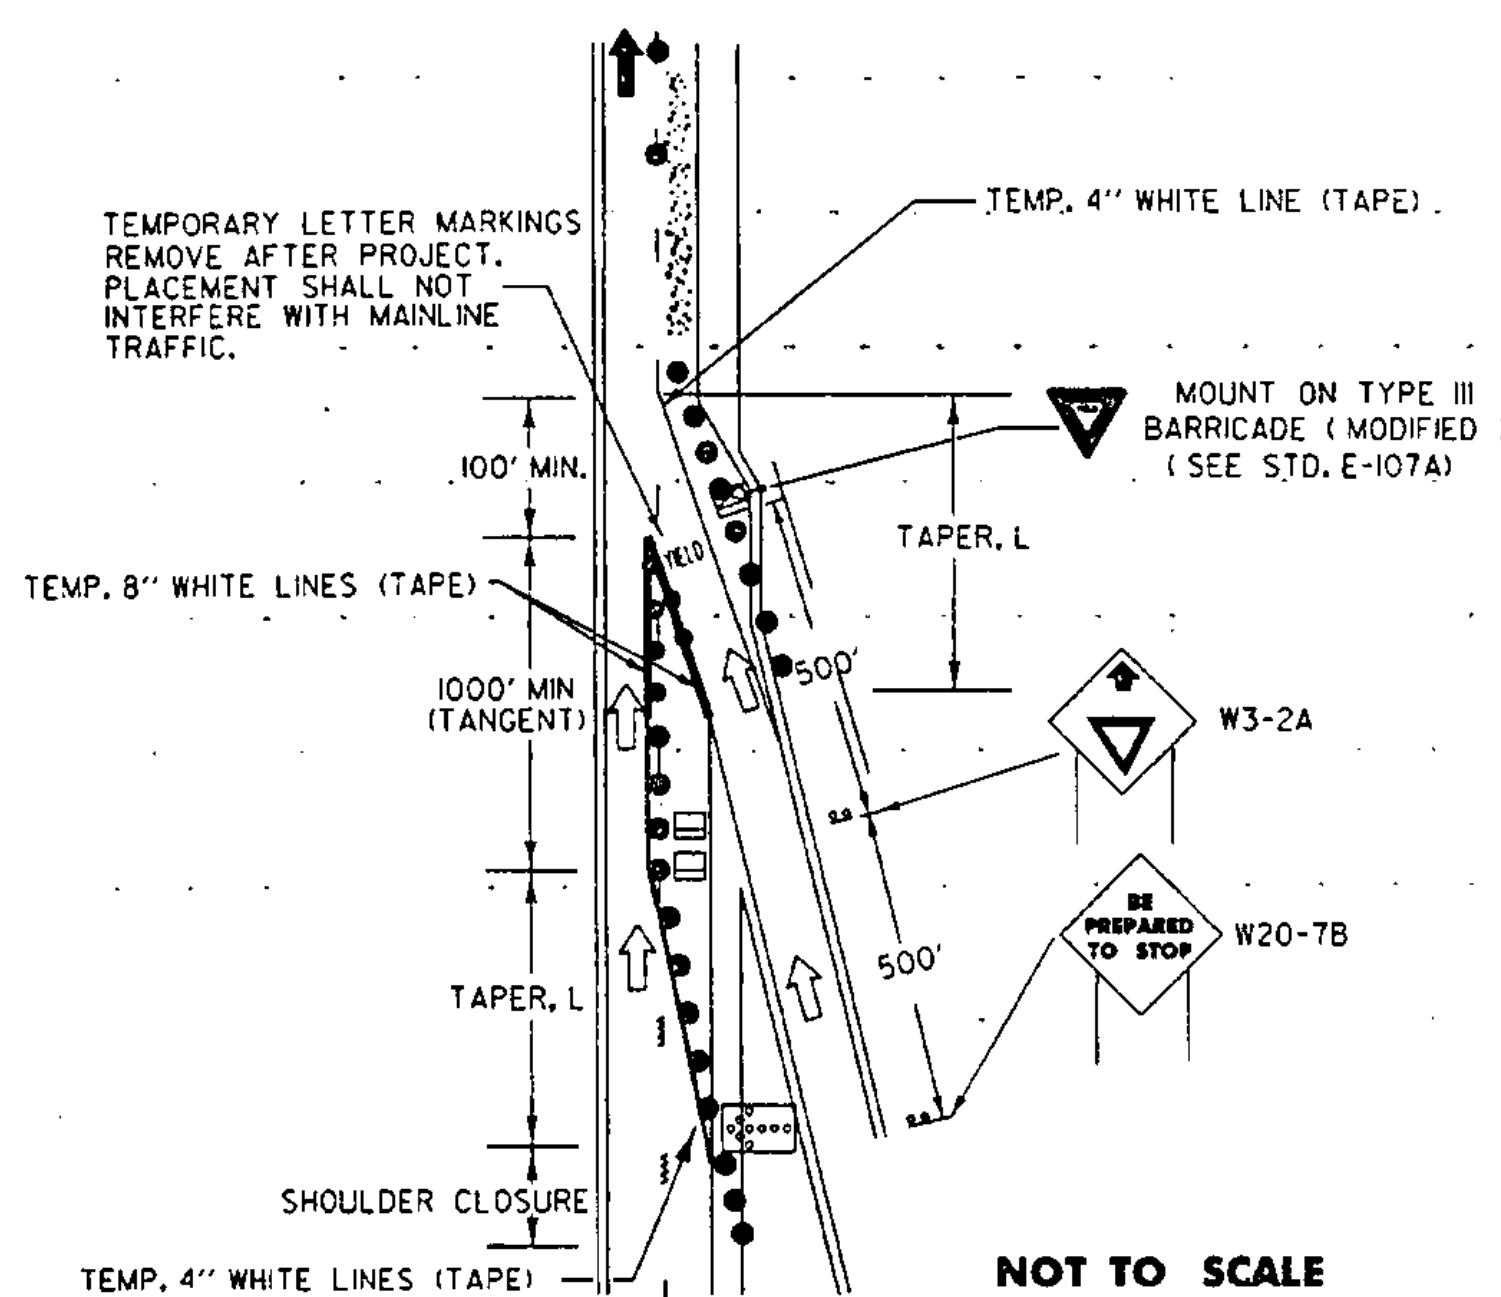 TEMP. 4" WHITE LINE (TAPE)
TEMPORARY LETTER MARKINGS
REMOVE AFTER PROJECT.
PLACEMENT SHALL NOT
INTERFERE WITH MAINLINE
TRAFFIC.
MOUNT ON TYPE III
BARRICADE (MODIFIED
(SEE STD. E-107A)
100' MIN.
TAPER, L
YIELD
TEMP. 8" WHITE LINES (TAPE)
500'
1000' MIN
(TANGENT)
W3-2A
BE
PREPARED
TO STOP
W20-7B
500'
TAPER, L
SHOULDER CLOSURE
TEMP. 4" WHITE LINES (TAPE)
NOT TO SCALE